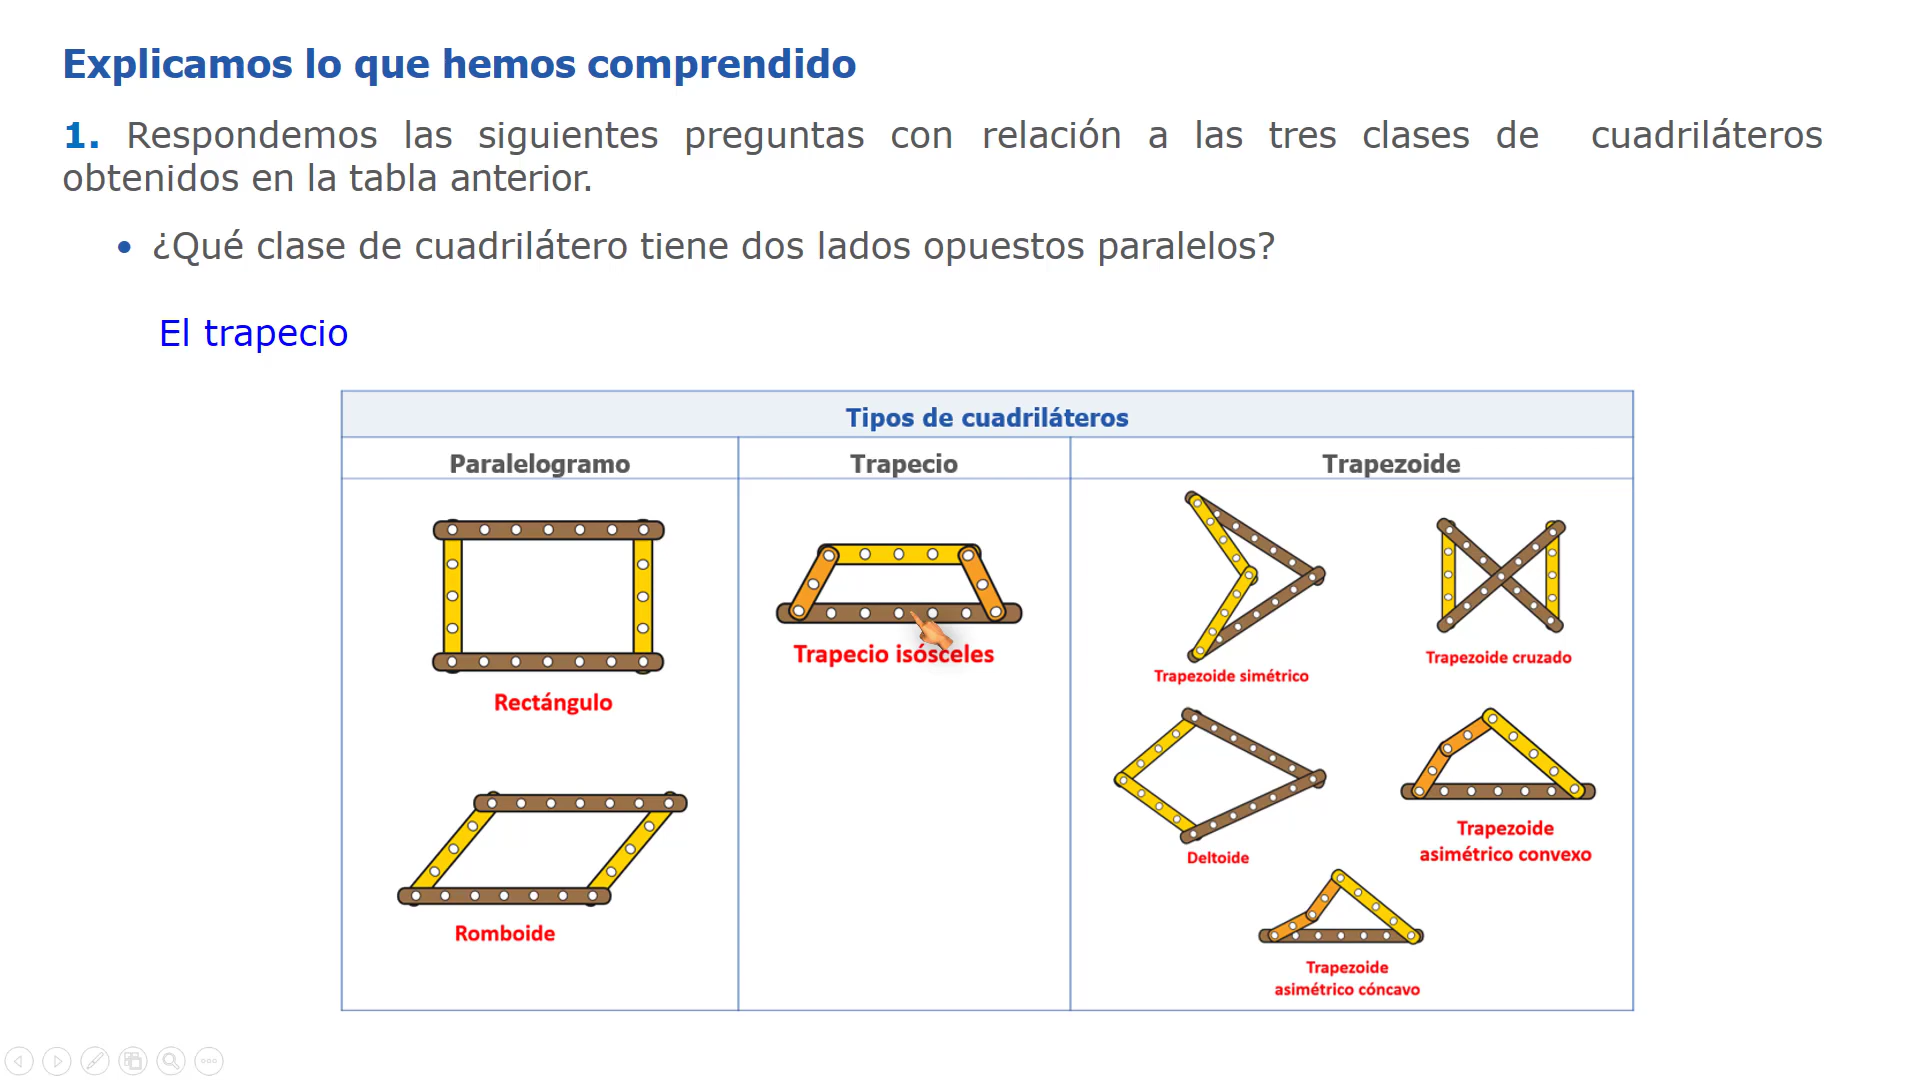 Explicamos lo que hemos comprendido
1. Respondemos las siguientes preguntas con relación a las tres clases de cuadriláteros
obtenidos en la tabla anterior.
• ¿Qué clase de cuadrilátero tiene dos lados opuestos paralelos?
El trapecio
Tipos de cuadriláteros
Paralelogramo
Trapecio
Trapezoide
Rectángulo
Romboide
Trapecio isósceles
Trapezoide simétrico
Trapezoide cruzado
Deltoide
Trapezoide
asimétrico convexo
Trapezoide
asimétrico cóncavo